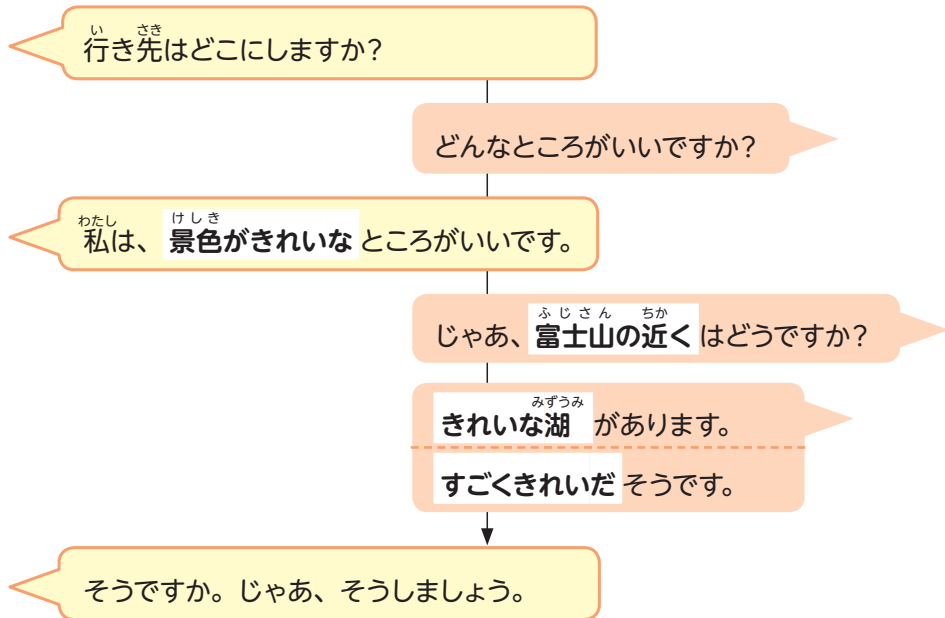 行き先はどこにしますか？
どんなところがいいですか？
私は、景色がきれいなところがいいです。
じゃあ、富士山の近くはどうですか？
きれいな湖があります。
すごくきれいだそうです。
そうですか。じゃあ、そうしましょう。